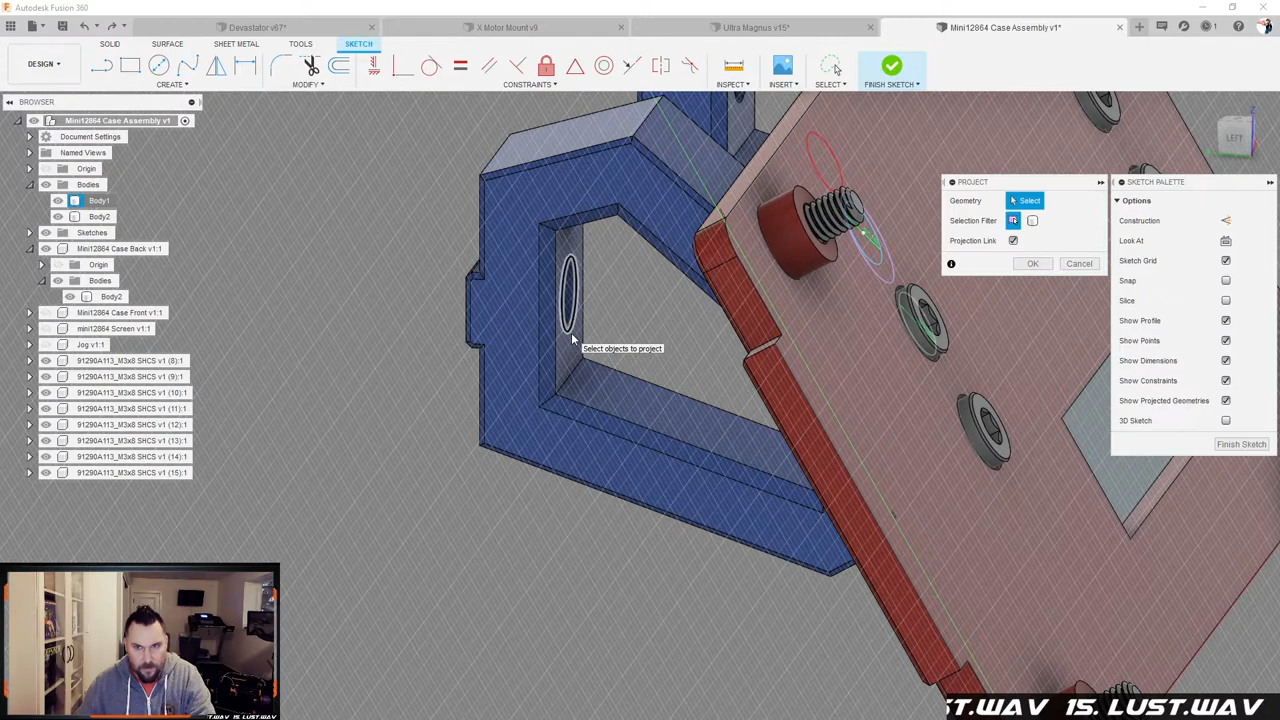 Autodesk Fusion 360
Devastator v67*
X Motor Mount v9
Ultra Magnus v15*
Mini12864 Case Assembly v1*
1
DESIGN
SOLID
SURFACE
SHEET METAL
TOOLS
SKETCH
CREATE
MODIFY
CONSTRAINTS
INSPECT
INSERT
SELECT
FINISH SKETCH
BROWSER
Mini12864 Case Assembly v1
Document Settings
Named Views
Origin
Bodies
Body1
Body2
Sketches
Mini12864 Case Back v1:1
Origin
Bodies
Body2
Mini12864 Case Front v1:1
mini12864 Screen v1:1
Jog v1:1
91290A113_M3x8 SHCS v1 (8):1
91290A113_M3x8 SHCS v1 (9):1
91290A113_M3x8 SHCS v1 (10):1
91290A113_M3x8 SHCS v1 (11):1
91290A113_M3x8 SHCS v1 (12):1
91290A113_M3x8 SHCS v1 (13):1
91290A113_M3x8 SHCS v1 (14):1
91290A113_M3x8 SHCS v1 (15):1
Select objects to project
LEFT
Z
PROJECT
Geometry
Select
Selection Filter
Projection Link
OK
Cancel
SKETCH PALETTE
Options
Construction
Look At
Sketch Grid
Snap
Slice
Show Profile
Show Points
Show Dimensions
Show Constraints
Show Projected Geometries
3D Sketch
Finish Sketch
UST.WAV 15. LUST.WAV